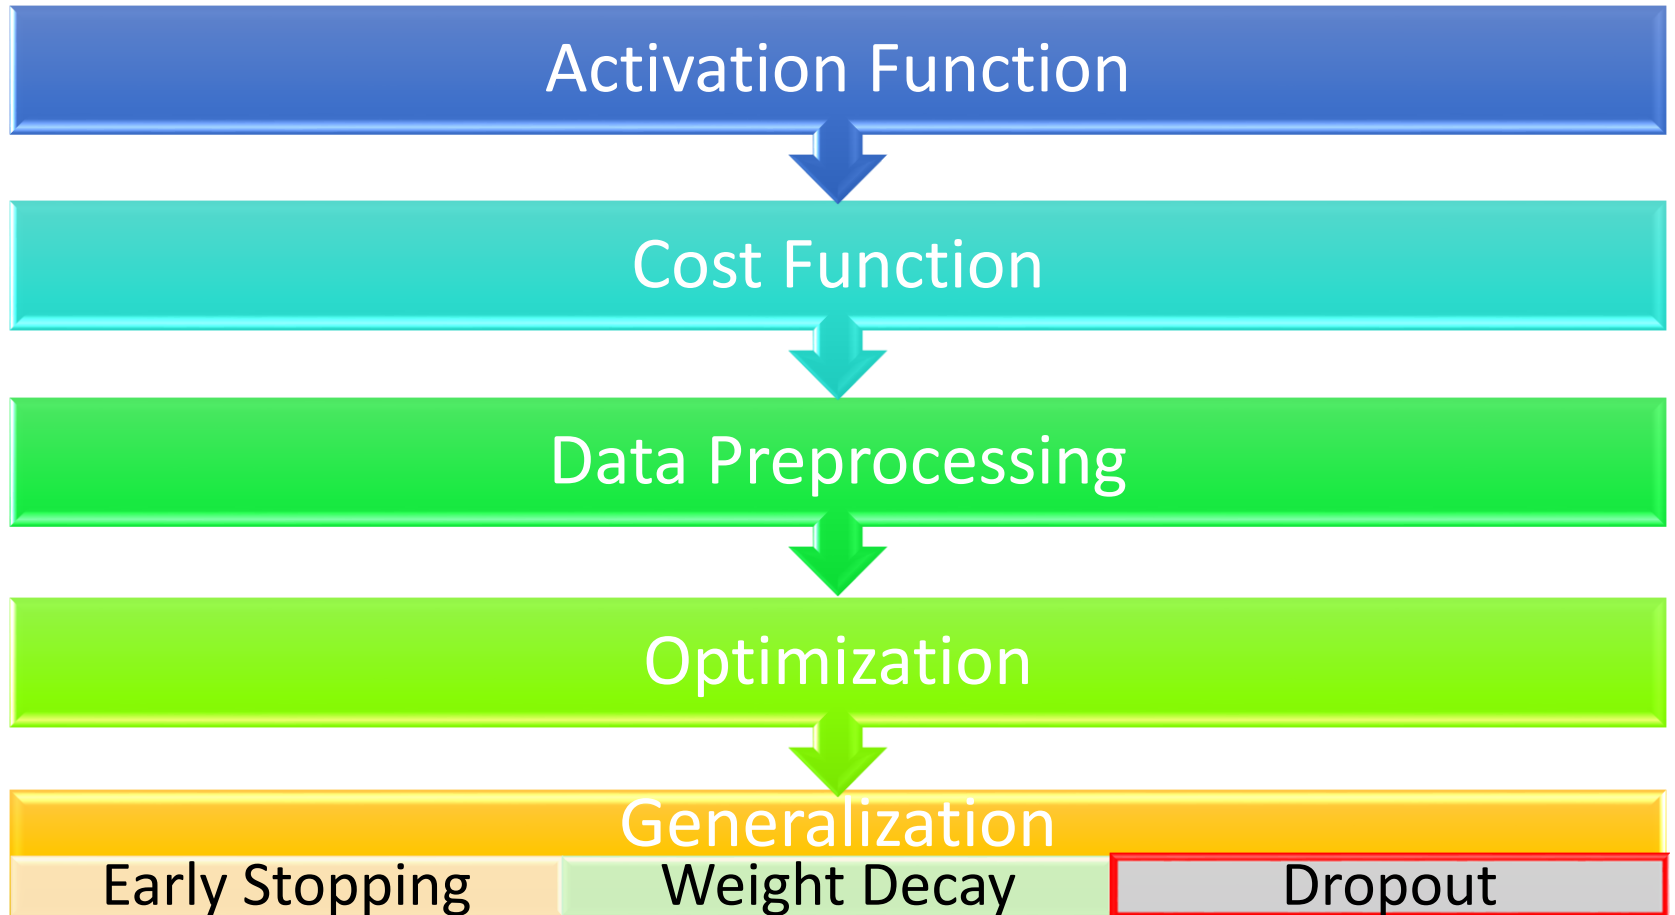 Activation Function
Cost Function
Data Preprocessing
Optimization
Generalization
Early Stopping
Weight Decay
Dropout